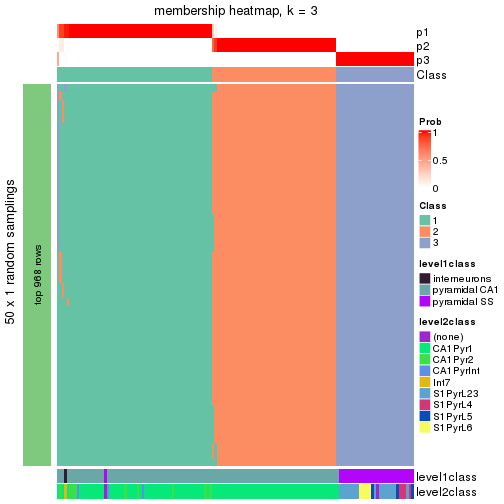 membership heatmap, k = 3
p1
p2
p3
Class
50 x 1 random samplings
top 968 rows
Prob
1
0.5
0
Class
1
2
3
level1class
interneurons
pyramidal CA1
pyramidal SS
level2class
(none)
CA1Pyr1
CA1Pyr2
CA1PyrInt
Int7
S1PyrL23
S1PyrL4
S1PyrL5
S1PyrL6
level1class
level2class